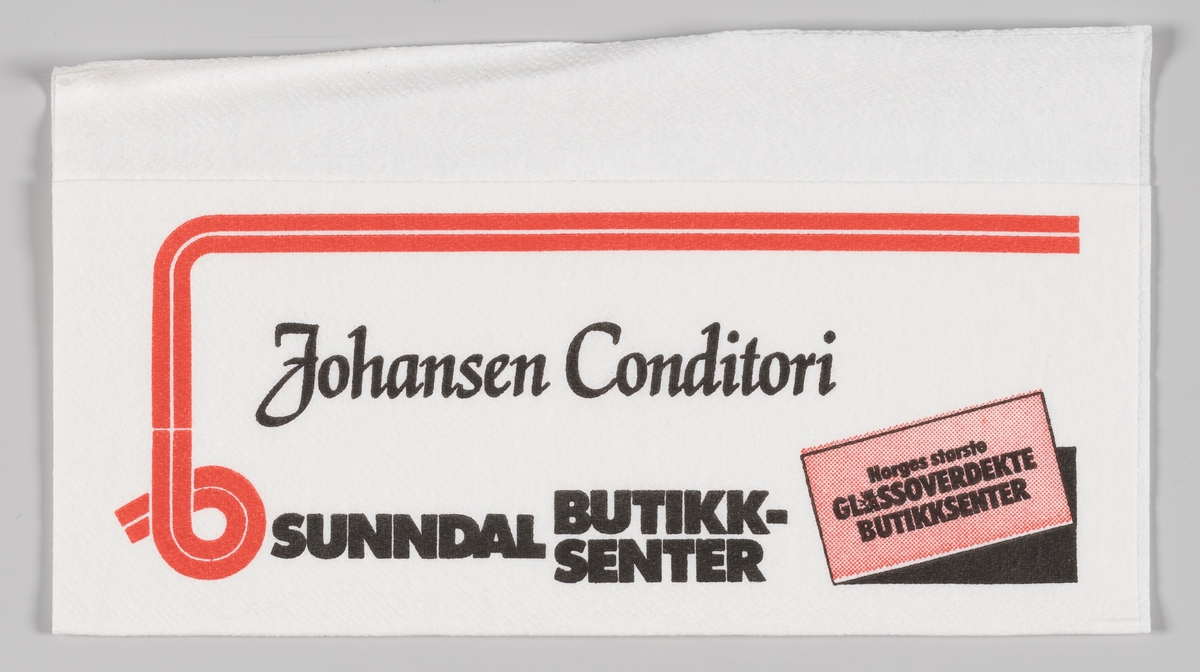 Johansen Conditori
SUNNDAL BUTIKK-
SENTER
Norges største
GLASSOVERDEKTE
BUTIKKSENTER